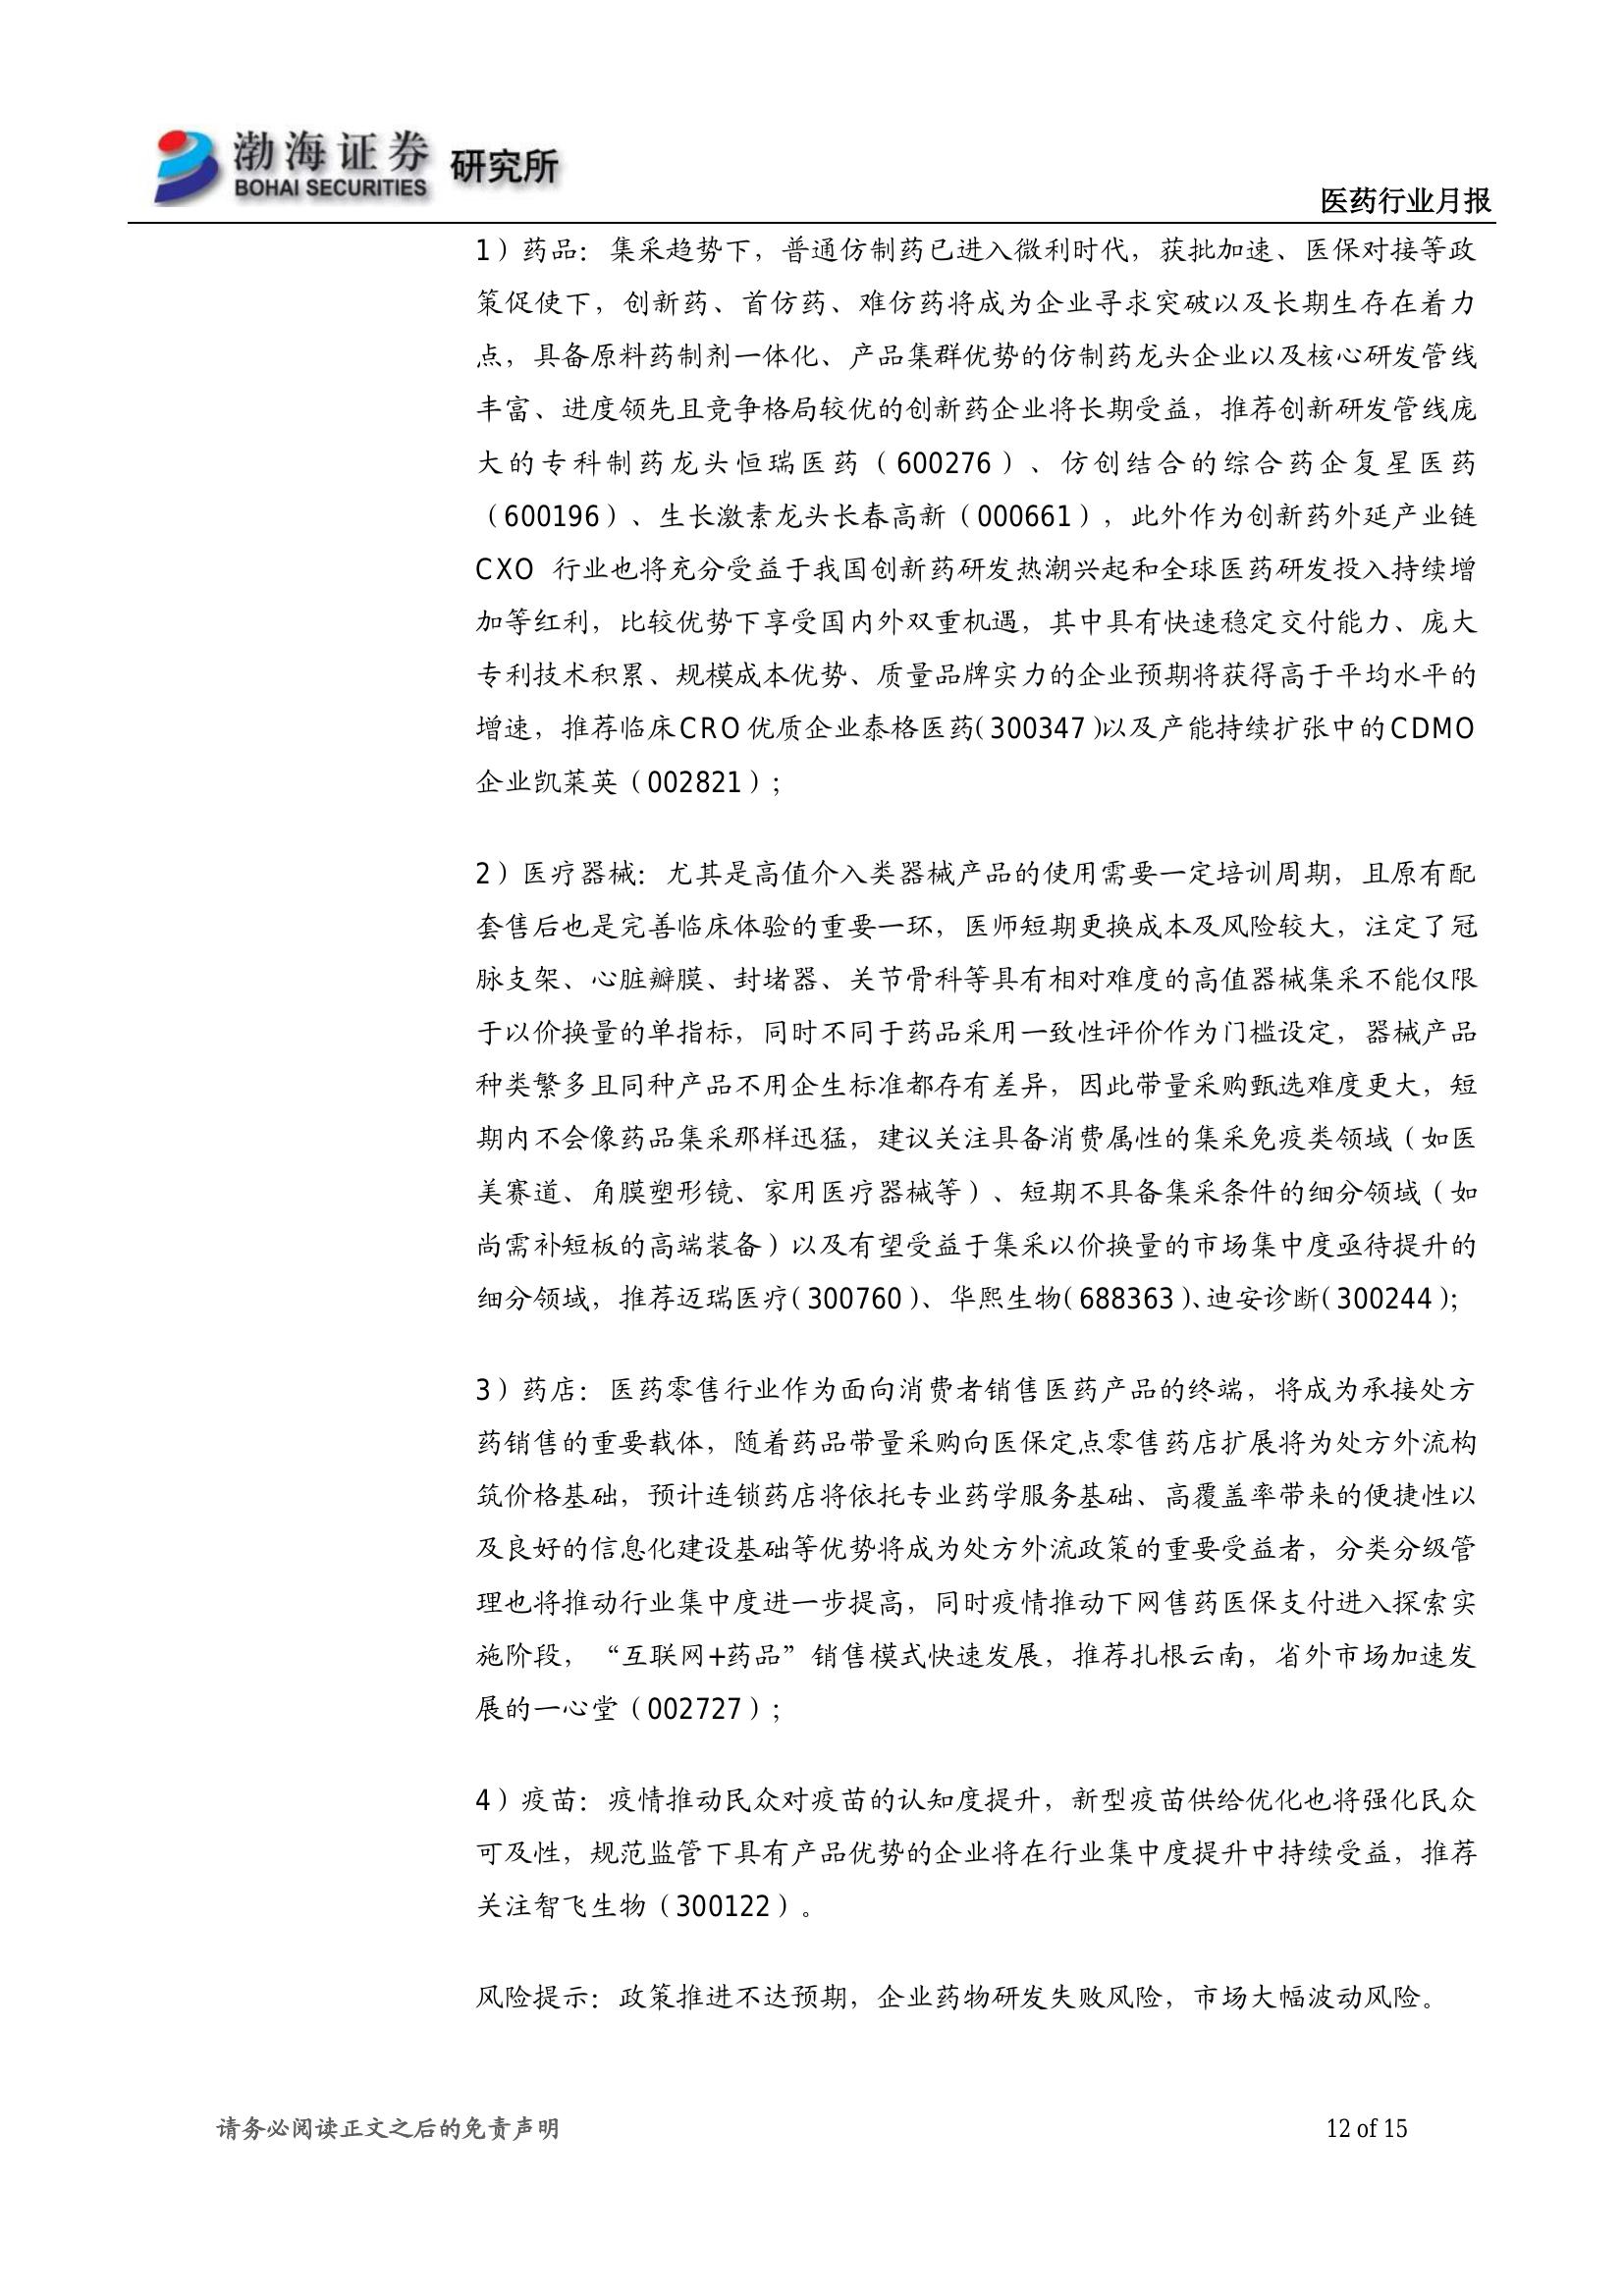 渤海证券 研究所
BOHAI SECURITIES
医药行业月报
1）药品：集采趋势下，普通仿制药已进入微利时代，获批加速、医保对接等政
策促使下，创新药、首仿药、难仿药将成为企业寻求突破以及长期生存在着力
点，具备原料药制剂一体化、产品集群优势的仿制药龙头企业以及核心研发管线
丰富、进度领先且竞争格局较优的创新药企业将长期受益，推荐创新研发管线庞
大的专科制药龙头恒瑞医药（600276）、仿创结合的综合药企复星医药
（600196）、生长激素龙头长春高新（000661），此外作为创新药外延产业链
CXO 行业也将充分受益于我国创新药研发热潮兴起和全球医药研发投入持续增
加等红利，比较优势下享受国内外双重机遇，其中具有快速稳定交付能力、庞大
专利技术积累、规模成本优势、质量品牌实力的企业预期将获得高于平均水平的
增速，推荐临床CRO优质企业泰格医药(300347)以及产能持续扩张中的CDMO
企业凯莱英（002821）；
2）医疗器械：尤其是高值介入类器械产品的使用需要一定培训周期，且原有配
套售后也是完善临床体验的重要一环，医师短期更换成本及风险较大，注定了冠
脉支架、心脏瓣膜、封堵器、关节骨科等具有相对难度的高值器械集采不能仅限
于以价换量的单指标，同时不同于药品采用一致性评价作为门槛设定，器械产品
种类繁多且同种产品不用企生标准都存有差异，因此带量采购甄选难度更大，短
期内不会像药品集采那样迅猛，建议关注具备消费属性的集采免疫类领域（如医
美赛道、角膜塑形镜、家用医疗器械等）、短期不具备集采条件的细分领域（如
尚需补短板的高端装备）以及有望受益于集采以价换量的市场集中度亟待提升的
细分领域，推荐迈瑞医疗(300760)、华熙生物(688363)、迪安诊断(300244)；
3）药店：医药零售行业作为面向消费者销售医药产品的终端，将成为承接处方
药销售的重要载体，随着药品带量采购向医保定点零售药店扩展将为处方外流构
筑价格基础，预计连锁药店将依托专业药学服务基础、高覆盖率带来的便捷性以
及良好的信息化建设基础等优势将成为处方外流政策的重要受益者，分类分级管
理也将推动行业集中度进一步提高，同时疫情推动下网售药医保支付进入探索实
施阶段，“互联网+药品”销售模式快速发展，推荐扎根云南，省外市场加速发
展的一心堂（002727）；
4）疫苗：疫情推动民众对疫苗的认知度提升，新型疫苗供给优化也将强化民众
可及性，规范监管下具有产品优势的企业将在行业集中度提升中持续受益，推荐
关注智飞生物（300122）。
风险提示：政策推进不达预期，企业药物研发失败风险，市场大幅波动风险。
请务必阅读正文之后的免责声明
12 of 15